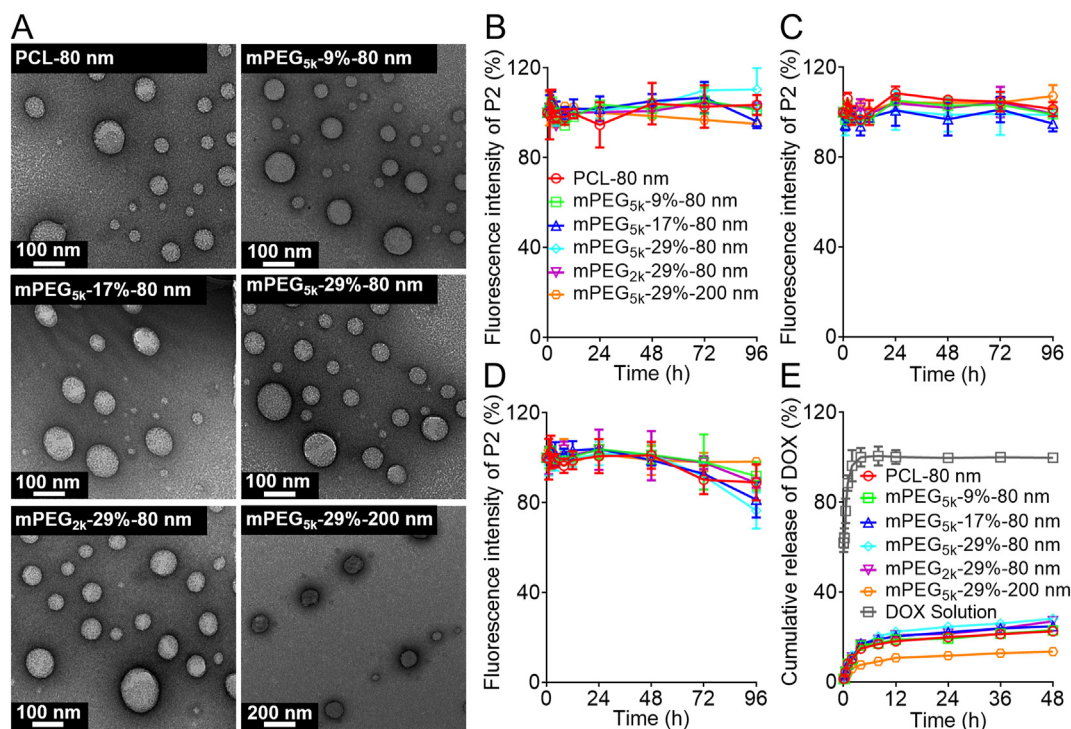 A
PCL-80 nm
100 nm
mPEG5k-9%-80 nm
100 nm
mPEG5k-17%-80 nm
100 nm
mPEG5k-29%-80 nm
100 nm
mPEG2k-29%-80 nm
100 nm
mPEG5k-29%-200 nm
200 nm
B
Fluorescence intensity of P2 (%)
120
80
40
0
PCL-80 nm
mPEG5k-9%-80 nm
mPEG5k-17%-80 nm
mPEG5k-29%-80 nm
mPEG2k-29%-80 nm
mPEG5k-29%-200 nm
0 24 48 72 96
Time (h)
C
Fluorescence intensity of P2 (%)
120
80
40
0
0 24 48 72 96
Time (h)
D
Fluorescence intensity of P2 (%)
120
80
40
0
0 24 48 72 96
Time (h)
E
Cumulative release of DOX (%)
120
80
40
0
PCL-80 nm
mPEG5k-9%-80 nm
mPEG5k-17%-80 nm
mPEG5k-29%-80 nm
mPEG2k-29%-80 nm
mPEG5k-29%-200 nm
DOX Solution
0 12 24 36 48
Time (h)